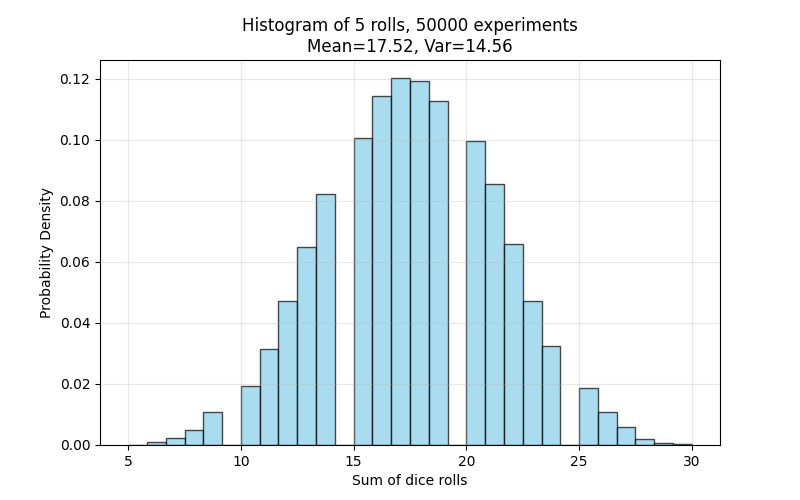 Histogram of 5 rolls, 50000 experiments
Mean=17.52, Var=14.56
0.12
0.10
0.08
0.06
0.04
0.02
0.00
Probability Density
5 10 15 20 25 30
Sum of dice rolls